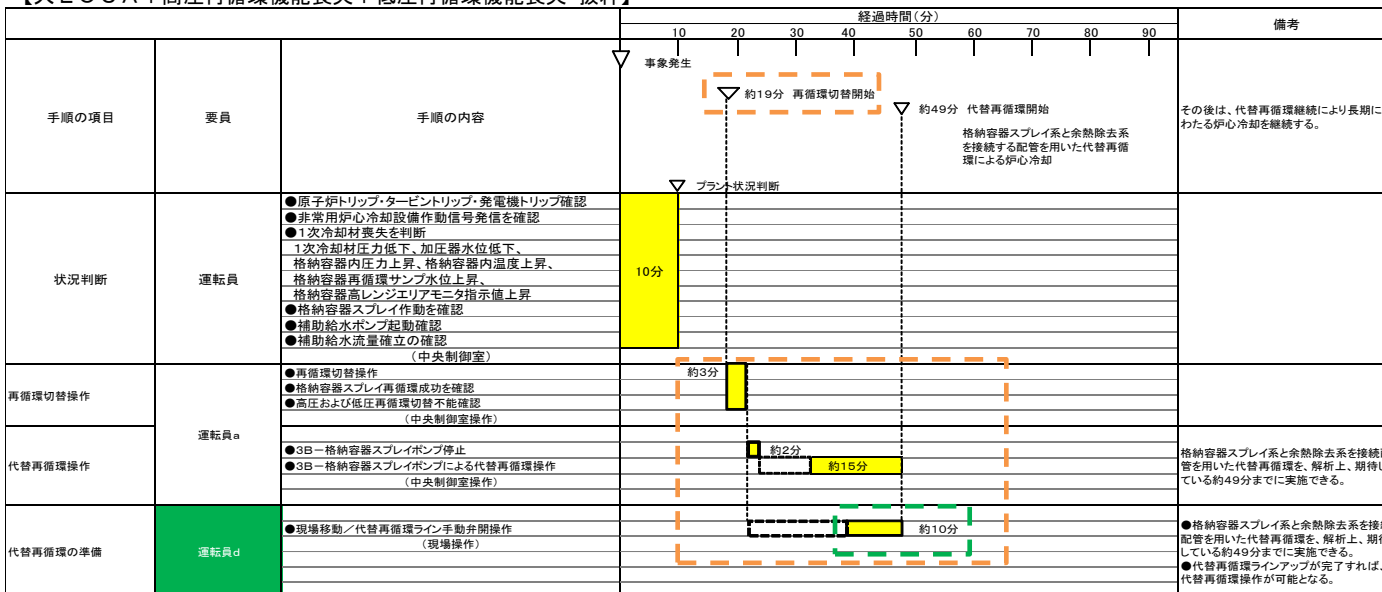 【大LOCA+高圧再循環機能喪失+低圧再循環機能喪失 抜粋】
経過時間(分)
備考
10 20 30 40 50 60 70 80 90
手順の項目
要員
手順の内容
事象発生
約19分 再循環切替開始
約49分 代替再循環開始
格納容器スプレイ系と余熱除去系
を接続する配管を用いた代替再循
環による炉心冷却
プラント状況判断
その後は、代替再循環継続により長期に
わたる炉心冷却を継続する。
状況判断
運転員
●原子炉トリップ・タービントリップ・発電機トリップ確認
●非常用炉心冷却設備作動信号発信を確認
●1次冷却材喪失を判断
1次冷却材圧力低下、加圧器水位低下、
格納容器内圧力上昇、格納容器内温度上昇、
格納容器再循環サンプ水位上昇、
格納容器高レンジエリアモニタ指示値上昇
●格納容器スプレイ作動を確認
●補助給水ポンプ起動確認
●補助給水流量確立の確認
(中央制御室)
10分
再循環切替操作
運転員a
●再循環切替操作
●格納容器スプレイ再循環成功を確認
●高圧および低圧再循環切替不能確認
(中央制御室操作)
約3分
代替再循環操作
●3B-格納容器スプレイポンプ停止
●3B-格納容器スプレイポンプによる代替再循環操作
(中央制御室操作)
約2分
約15分
格納容器スプレイ系と余熱除去系を接続
管を用いた代替再循環を、解析上、期待し
ている約49分までに実施できる。
代替再循環の準備
運転員d
●現場移動/代替再循環ライン手動弁開操作
(現場操作)
約10分
●格納容器スプレイ系と余熱除去系を接
配管を用いた代替再循環を、解析上、期
している約49分までに実施できる。
●代替再循環ラインアップが完了すれば、
代替再循環操作が可能となる。